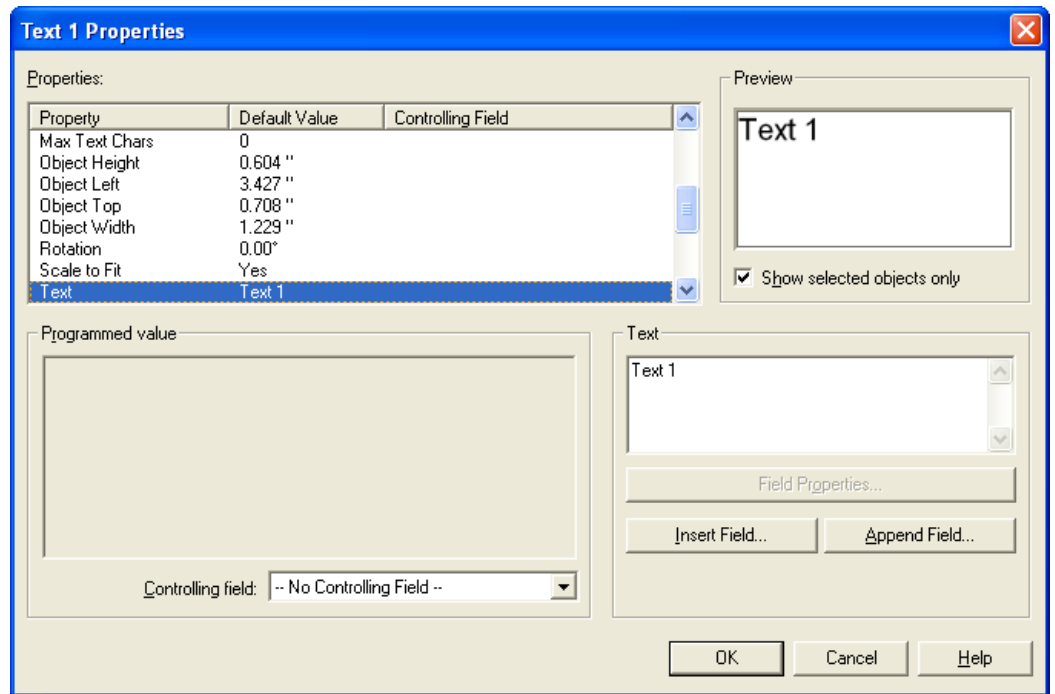 Text 1 Properties
Properties:
Property Default Value Controlling Field
Max Text Chars 0
Object Height 0.604 "
Object Left 3.427 "
Object Top 0.708 "
Object Width 1.229 "
Rotation 0.00°
Scale to Fit Yes
Text Text 1
Preview
Text 1
Show selected objects only
Programmed value
Controlling field: -- No Controlling Field --
Text
Text 1
Field Properties...
Insert Field... Append Field...
OK Cancel Help